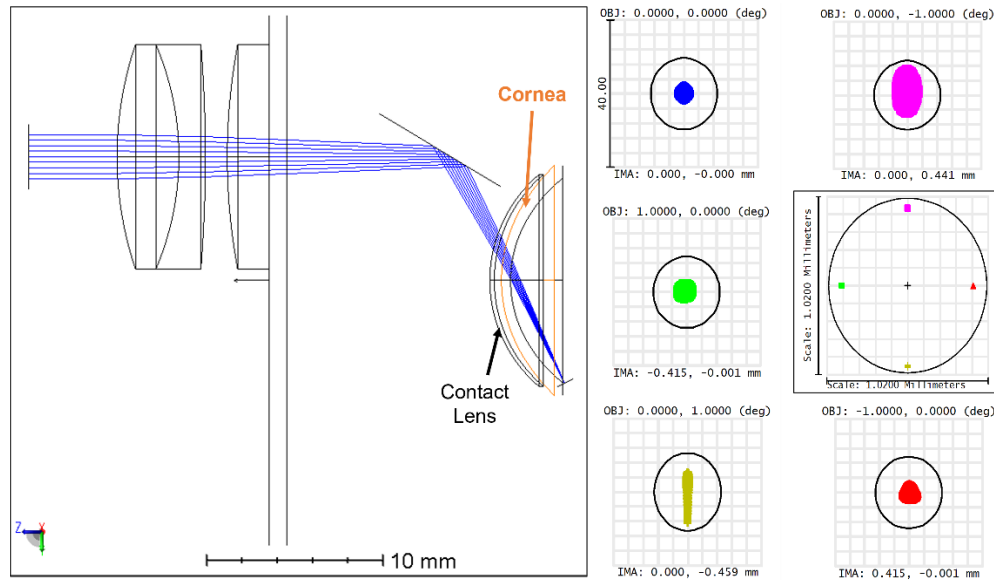 Cornea
Contact
Lens
Z
X
Y
10 mm
OBJ: 0.0000, 0.0000 (deg)
40.00
IMA: 0.000, -0.000 mm
OBJ: 0.0000, -1.0000 (deg)
IMA: 0.000, 0.441 mm
OBJ: 1.0000, 0.0000 (deg)
IMA: -0.415, -0.001 mm
Scale: 1.0200 Millimeters
Scale: 1.0200 Millimeters
OBJ: 0.0000, 1.0000 (deg)
IMA: 0.000, -0.459 mm
OBJ: -1.0000, 0.0000 (deg)
IMA: 0.415, -0.001 mm